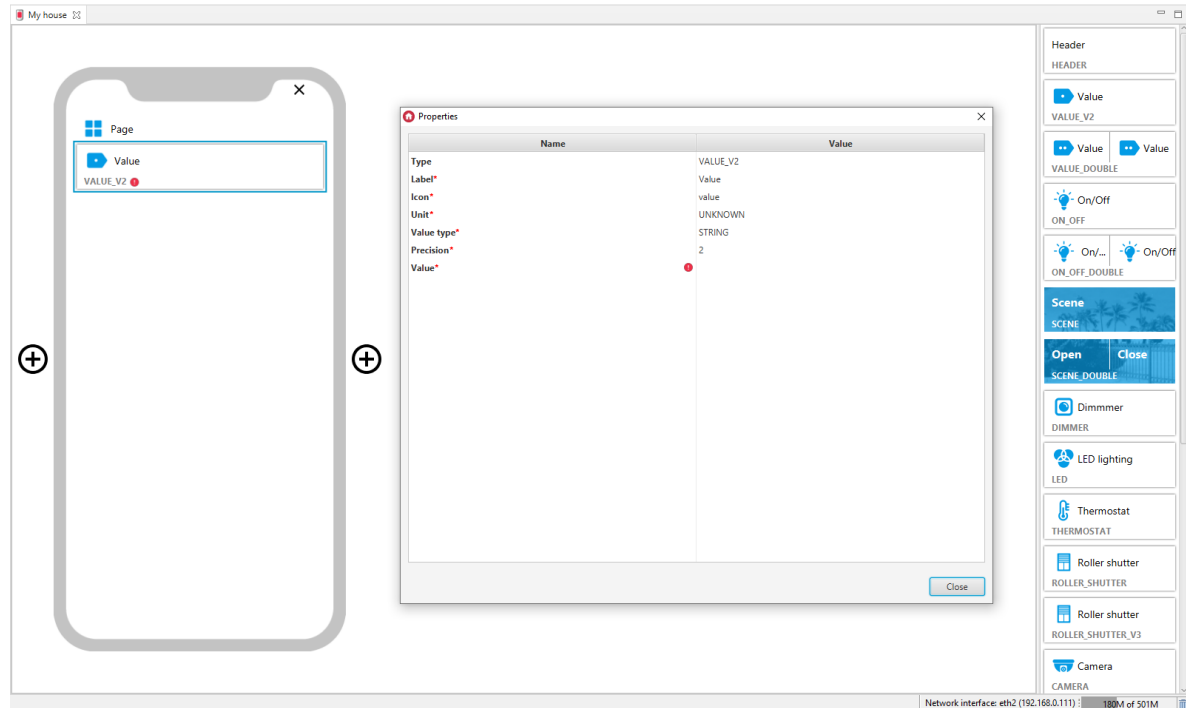 My house
Page
Value
VALUE_V2
Properties
Name Value
Type VALUE_V2
Label* Value
Icon* value
Unit* UNKNOWN
Value type* STRING
Precision* 2
Value*
Close
Header
HEADER
Value
VALUE_V2
Value Value
VALUE_DOUBLE
On/Off
ON_OFF
On/... On/Off
ON_OFF_DOUBLE
Scene
SCENE
Open Close
SCENE_DOUBLE
Dimmmer
DIMMER
LED lighting
LED
Thermostat
THERMOSTAT
Roller shutter
ROLLER_SHUTTER
Roller shutter
ROLLER_SHUTTER_V3
Camera
CAMERA
Network interface: eth2 (192.168.0.111) 180M of 501M